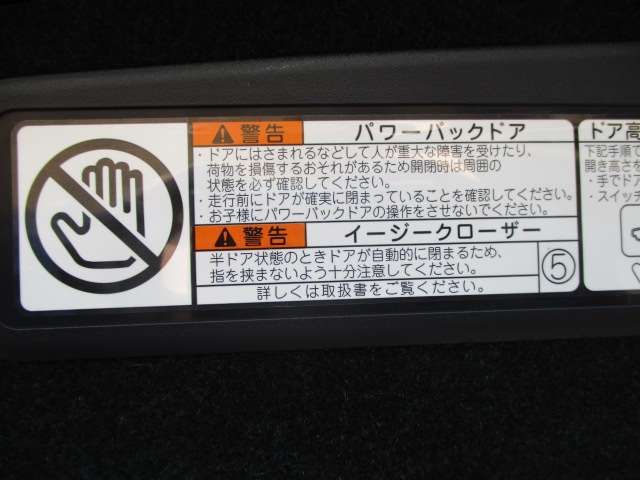 警告 パワーバックドア
・ドアにはさまれるなどして人が重大な障害を受けたり、
荷物を損傷するおそれがあるため開閉時は周囲の
状態を必ず確認してください。
・走行前にドアが確実に閉まっていることを確認してください。
・お子様にパワーバックドアの操作をさせないでください。
警告 イージークローザー
半ドア状態のときドアが自動的に閉まるため、
指を挟まないよう十分注意してください。
⑤
詳しくは取扱書をご覧ください。
ドア高
下記手順で
開き高さを
・手でドア
・スイッチ